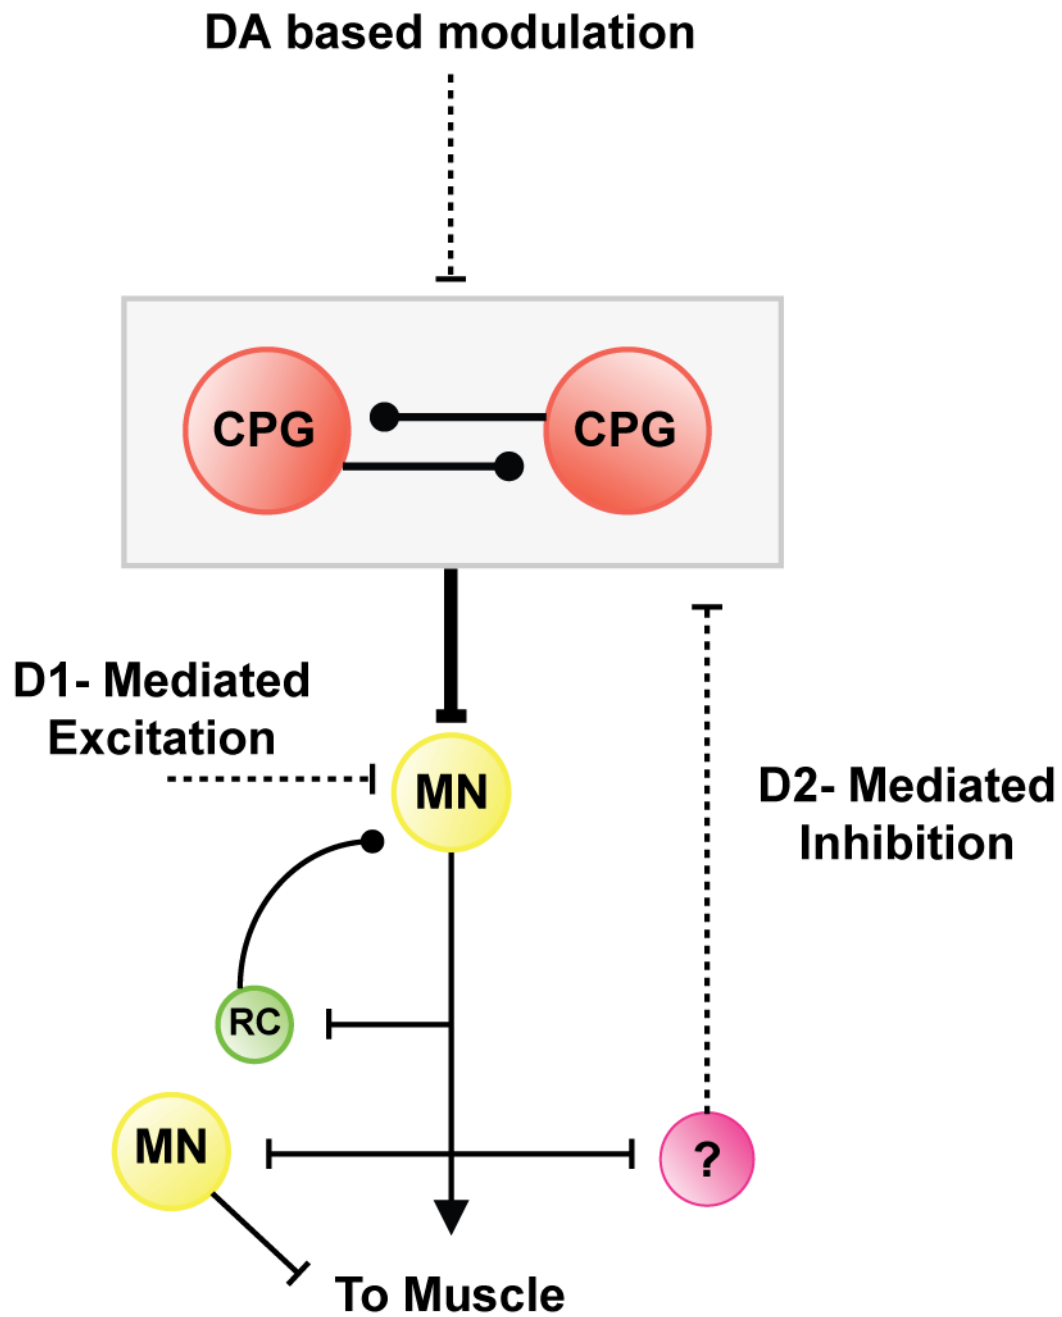 DA based modulation
CPG
CPG
D1- Mediated
Excitation
MN
D2- Mediated
Inhibition
RC
MN
?
To Muscle